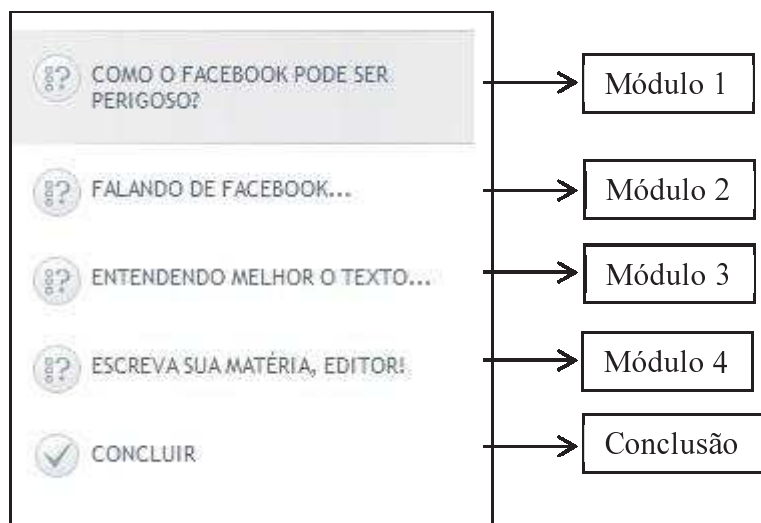 COMO O FACEBOOK PODE SER
PERIGOSO?
Módulo 1
FALANDO DE FACEBOOK...
Módulo 2
ENTENDENDO MELHOR O TEXTO...
Módulo 3
ESCREVA SUA MATÉRIA, EDITOR!
Módulo 4
CONCLUIR
Conclusão